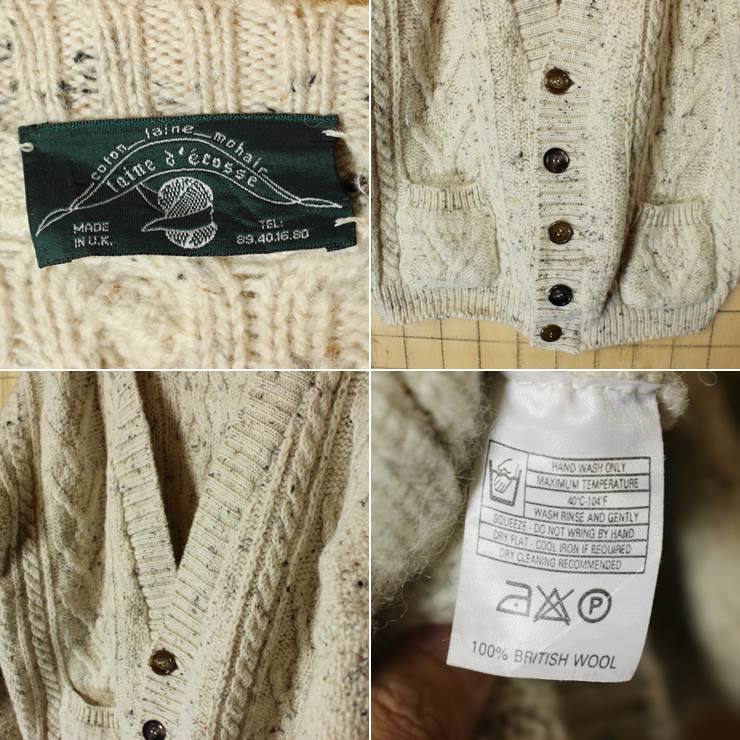 coton laine mohair
laine d'écosse
MADE
IN U.K.
TEL:
89.40.16.80
HAND WASH ONLY
MAXIMUM TEMPERATURE
40°C-104°F
WASH RINSE AND GENTLY
SQUEEZE - DO NOT WRING BY HAND
DRY FLAT - COOL IRON IF REQUIRED
DRY CLEANING RECOMMENDED
P
100% BRITISH WOOL